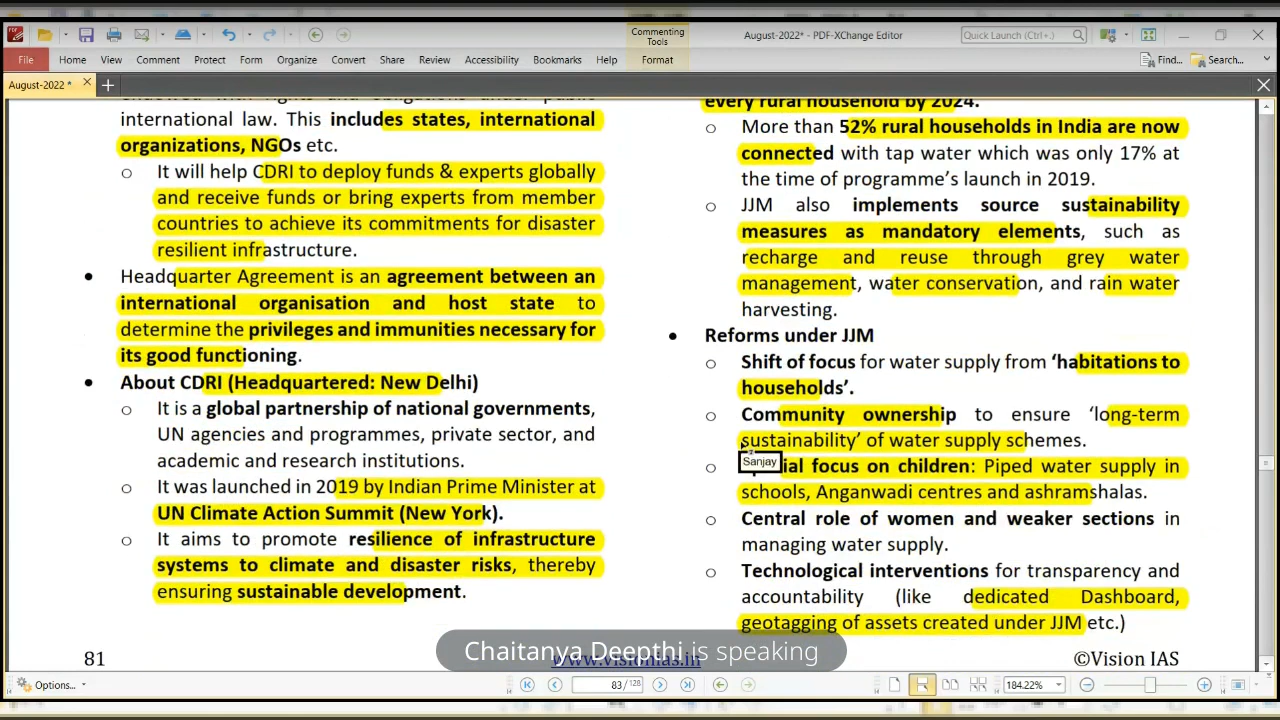 Commenting
Tools
August-2022* - PDF-XChange Editor
Quick Launch (Ctrl+.)
File
Home
View
Comment
Protect
Form
Organize
Convert
Share
Review
Accessibility
Bookmarks
Help
Format
Find...
Search...
August-2022 *
endowed with rights and obligations under public
international law. This includes states, international
organizations, NGOs etc.
o It will help CDRI to deploy funds & experts globally
and receive funds or bring experts from member
countries to achieve its commitments for disaster
resilient infrastructure.
• Headquarter Agreement is an agreement between an
international organisation and host state to
determine the privileges and immunities necessary for
its good functioning.
• About CDRI (Headquartered: New Delhi)
o It is a global partnership of national governments,
UN agencies and programmes, private sector, and
academic and research institutions.
o It was launched in 2019 by Indian Prime Minister at
UN Climate Action Summit (New York).
o It aims to promote resilience of infrastructure
systems to climate and disaster risks, thereby
ensuring sustainable development.
every rural household by 2024.
o More than 52% rural households in India are now
connected with tap water which was only 17% at
the time of programme's launch in 2019.
o JJM also implements source sustainability
measures as mandatory elements, such as
recharge and reuse through grey water
management, water conservation, and rain water
harvesting.
• Reforms under JJM
o Shift of focus for water supply from ‘habitations to
households’.
o Community ownership to ensure ‘long-term
sustainability’ of water supply schemes.
Sanjay
o focus on children: Piped water supply in
schools, Anganwadi centres and ashramshalas.
o Central role of women and weaker sections in
managing water supply.
o Technological interventions for transparency and
accountability (like dedicated Dashboard,
geotagging of assets created under JJM etc.)
81
www.visionias.in
©Vision IAS
Chaitanya Deepthi is speaking
Options...
83 / 128
184.22%